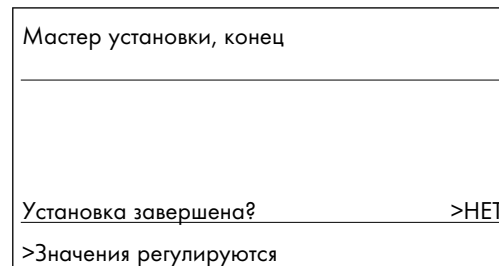 Мастер установки, конец
Установка завершена? >НЕТ
>Значения регулируются